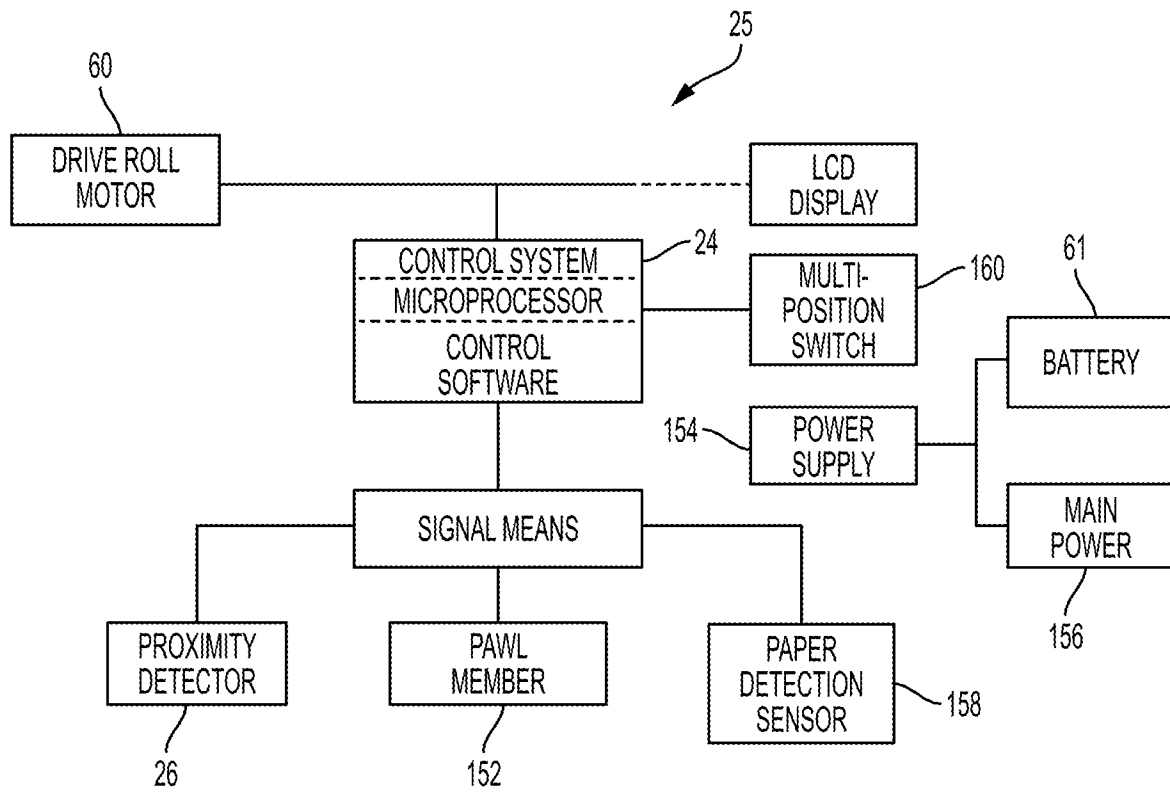 25
60
DRIVE ROLL
MOTOR
LCD
DISPLAY
CONTROL SYSTEM
MICROPROCESSOR
CONTROL
SOFTWARE
24
MULTI-
POSITION
SWITCH
160
61
BATTERY
154
POWER
SUPPLY
MAIN
POWER
156
SIGNAL MEANS
PROXIMITY
DETECTOR
26
PAWL
MEMBER
152
PAPER
DETECTION
SENSOR
158